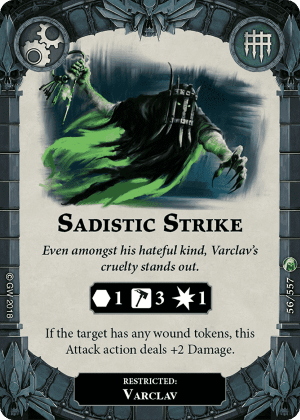 SADISTIC STRIKE
Even amongst his hateful kind, Varclav's
cruelty stands out.
1 3 1
If the target has any wound tokens, this
Attack action deals +2 Damage.
RESTRICTED:
VARCLAV
© GW 2018
56/557